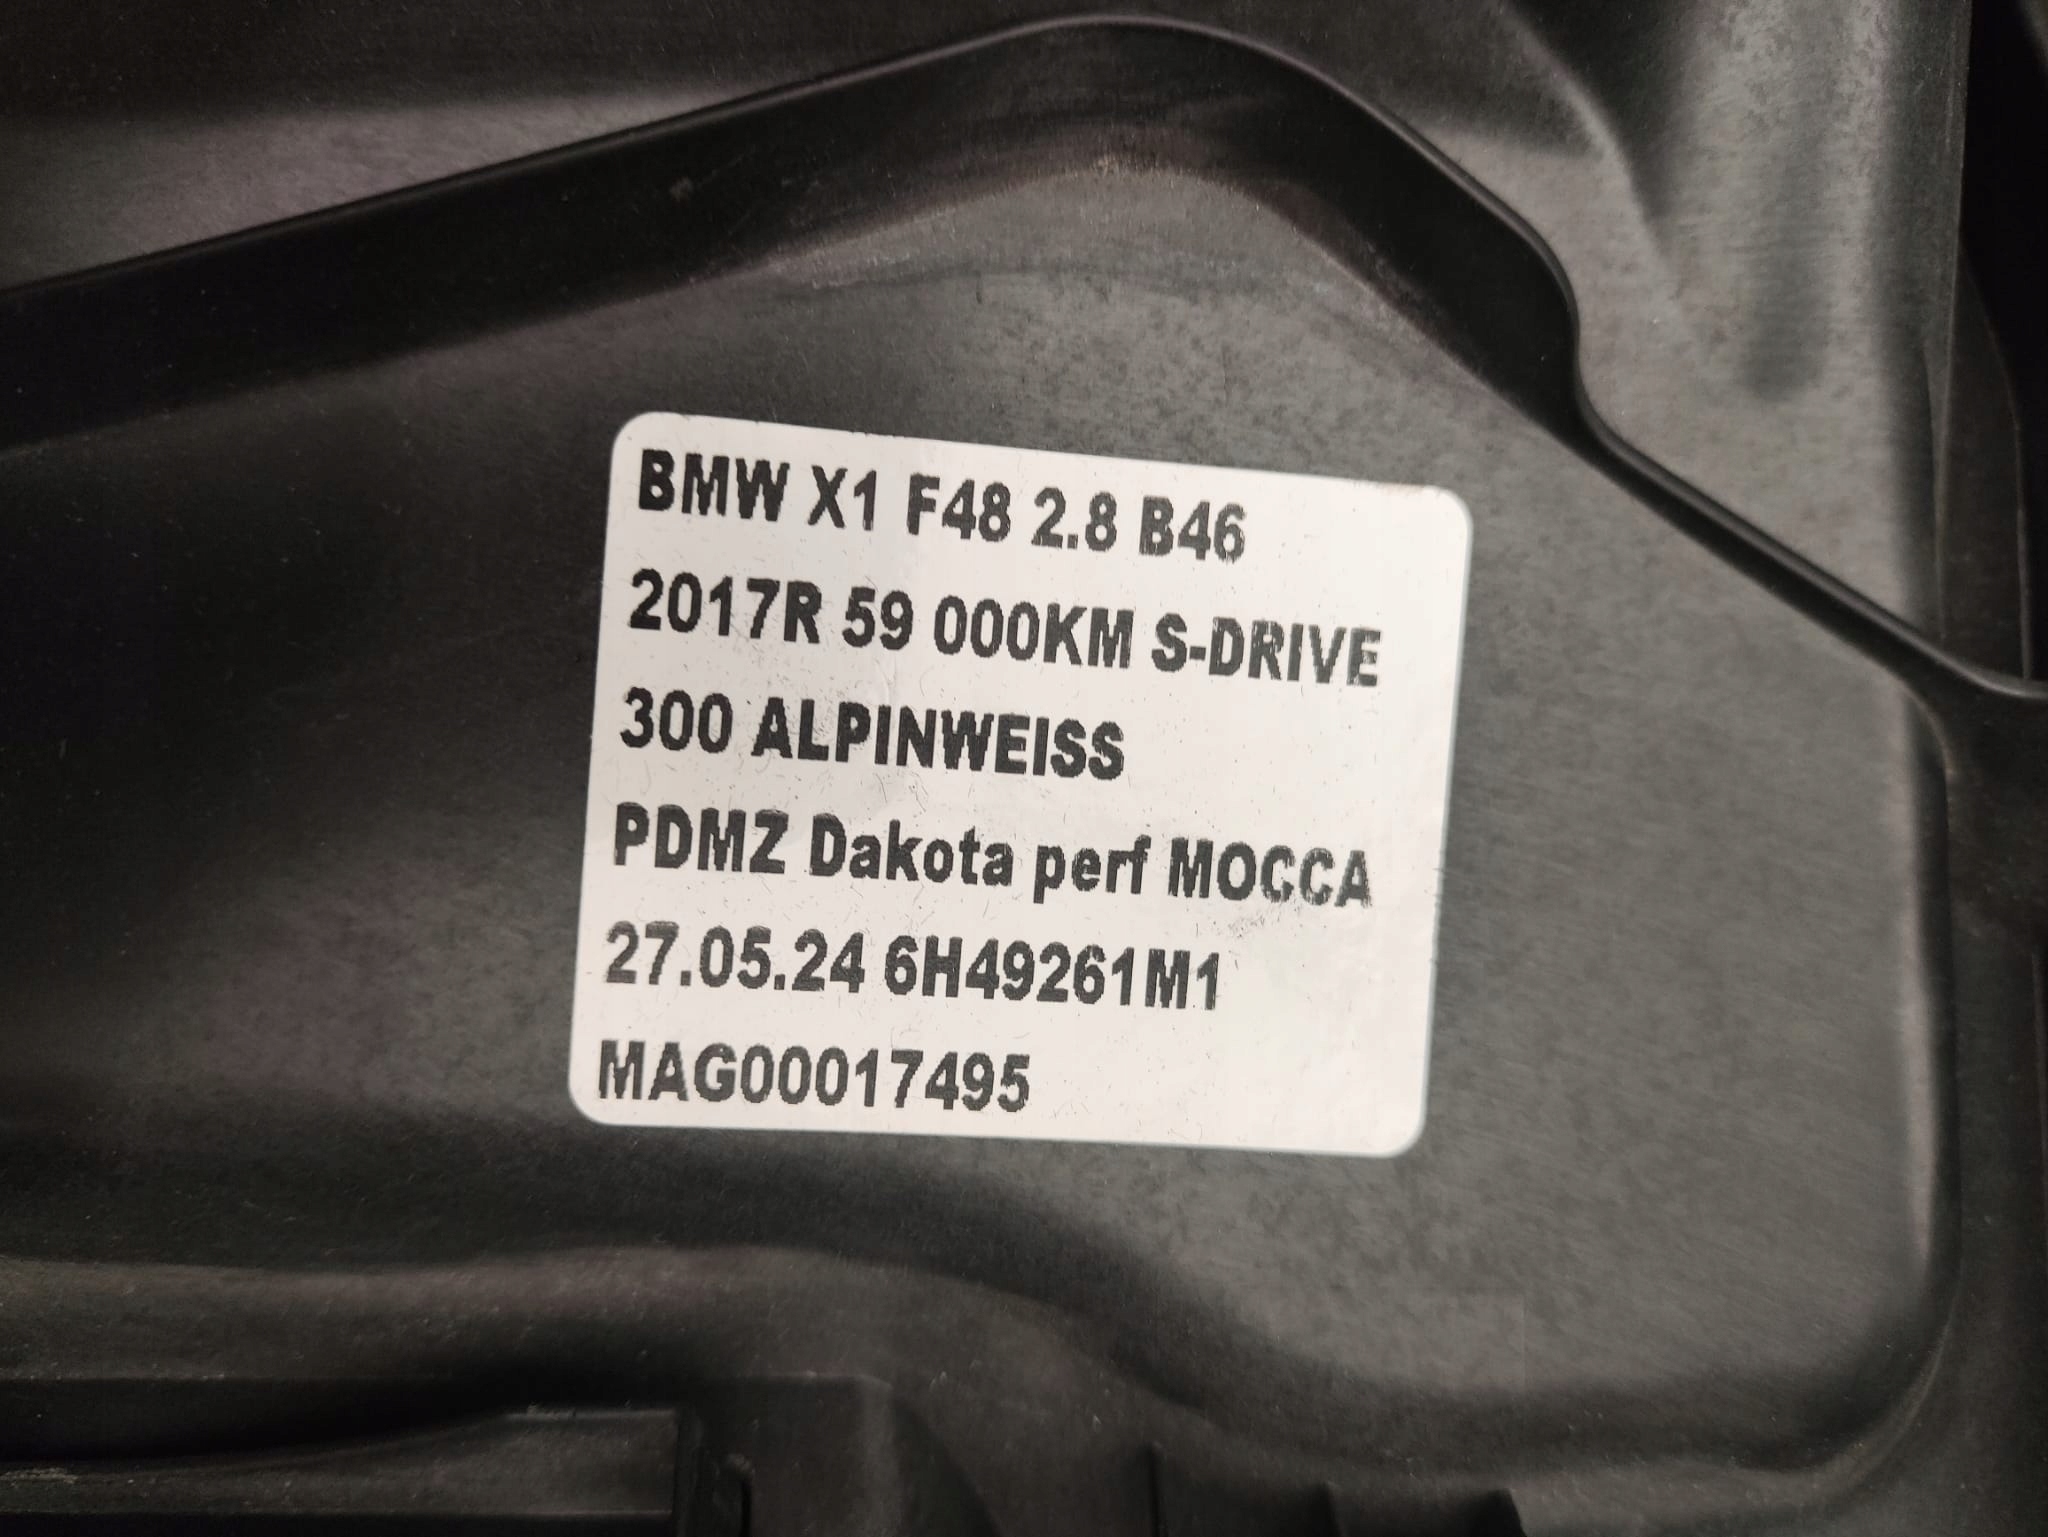 BMW X1 F48 2.8 B46
2017R 59 000KM S-DRIVE
300 ALPINWEISS
PDMZ Dakota perf MOCCA
27.05.24 6H49261M1
MAG00017495